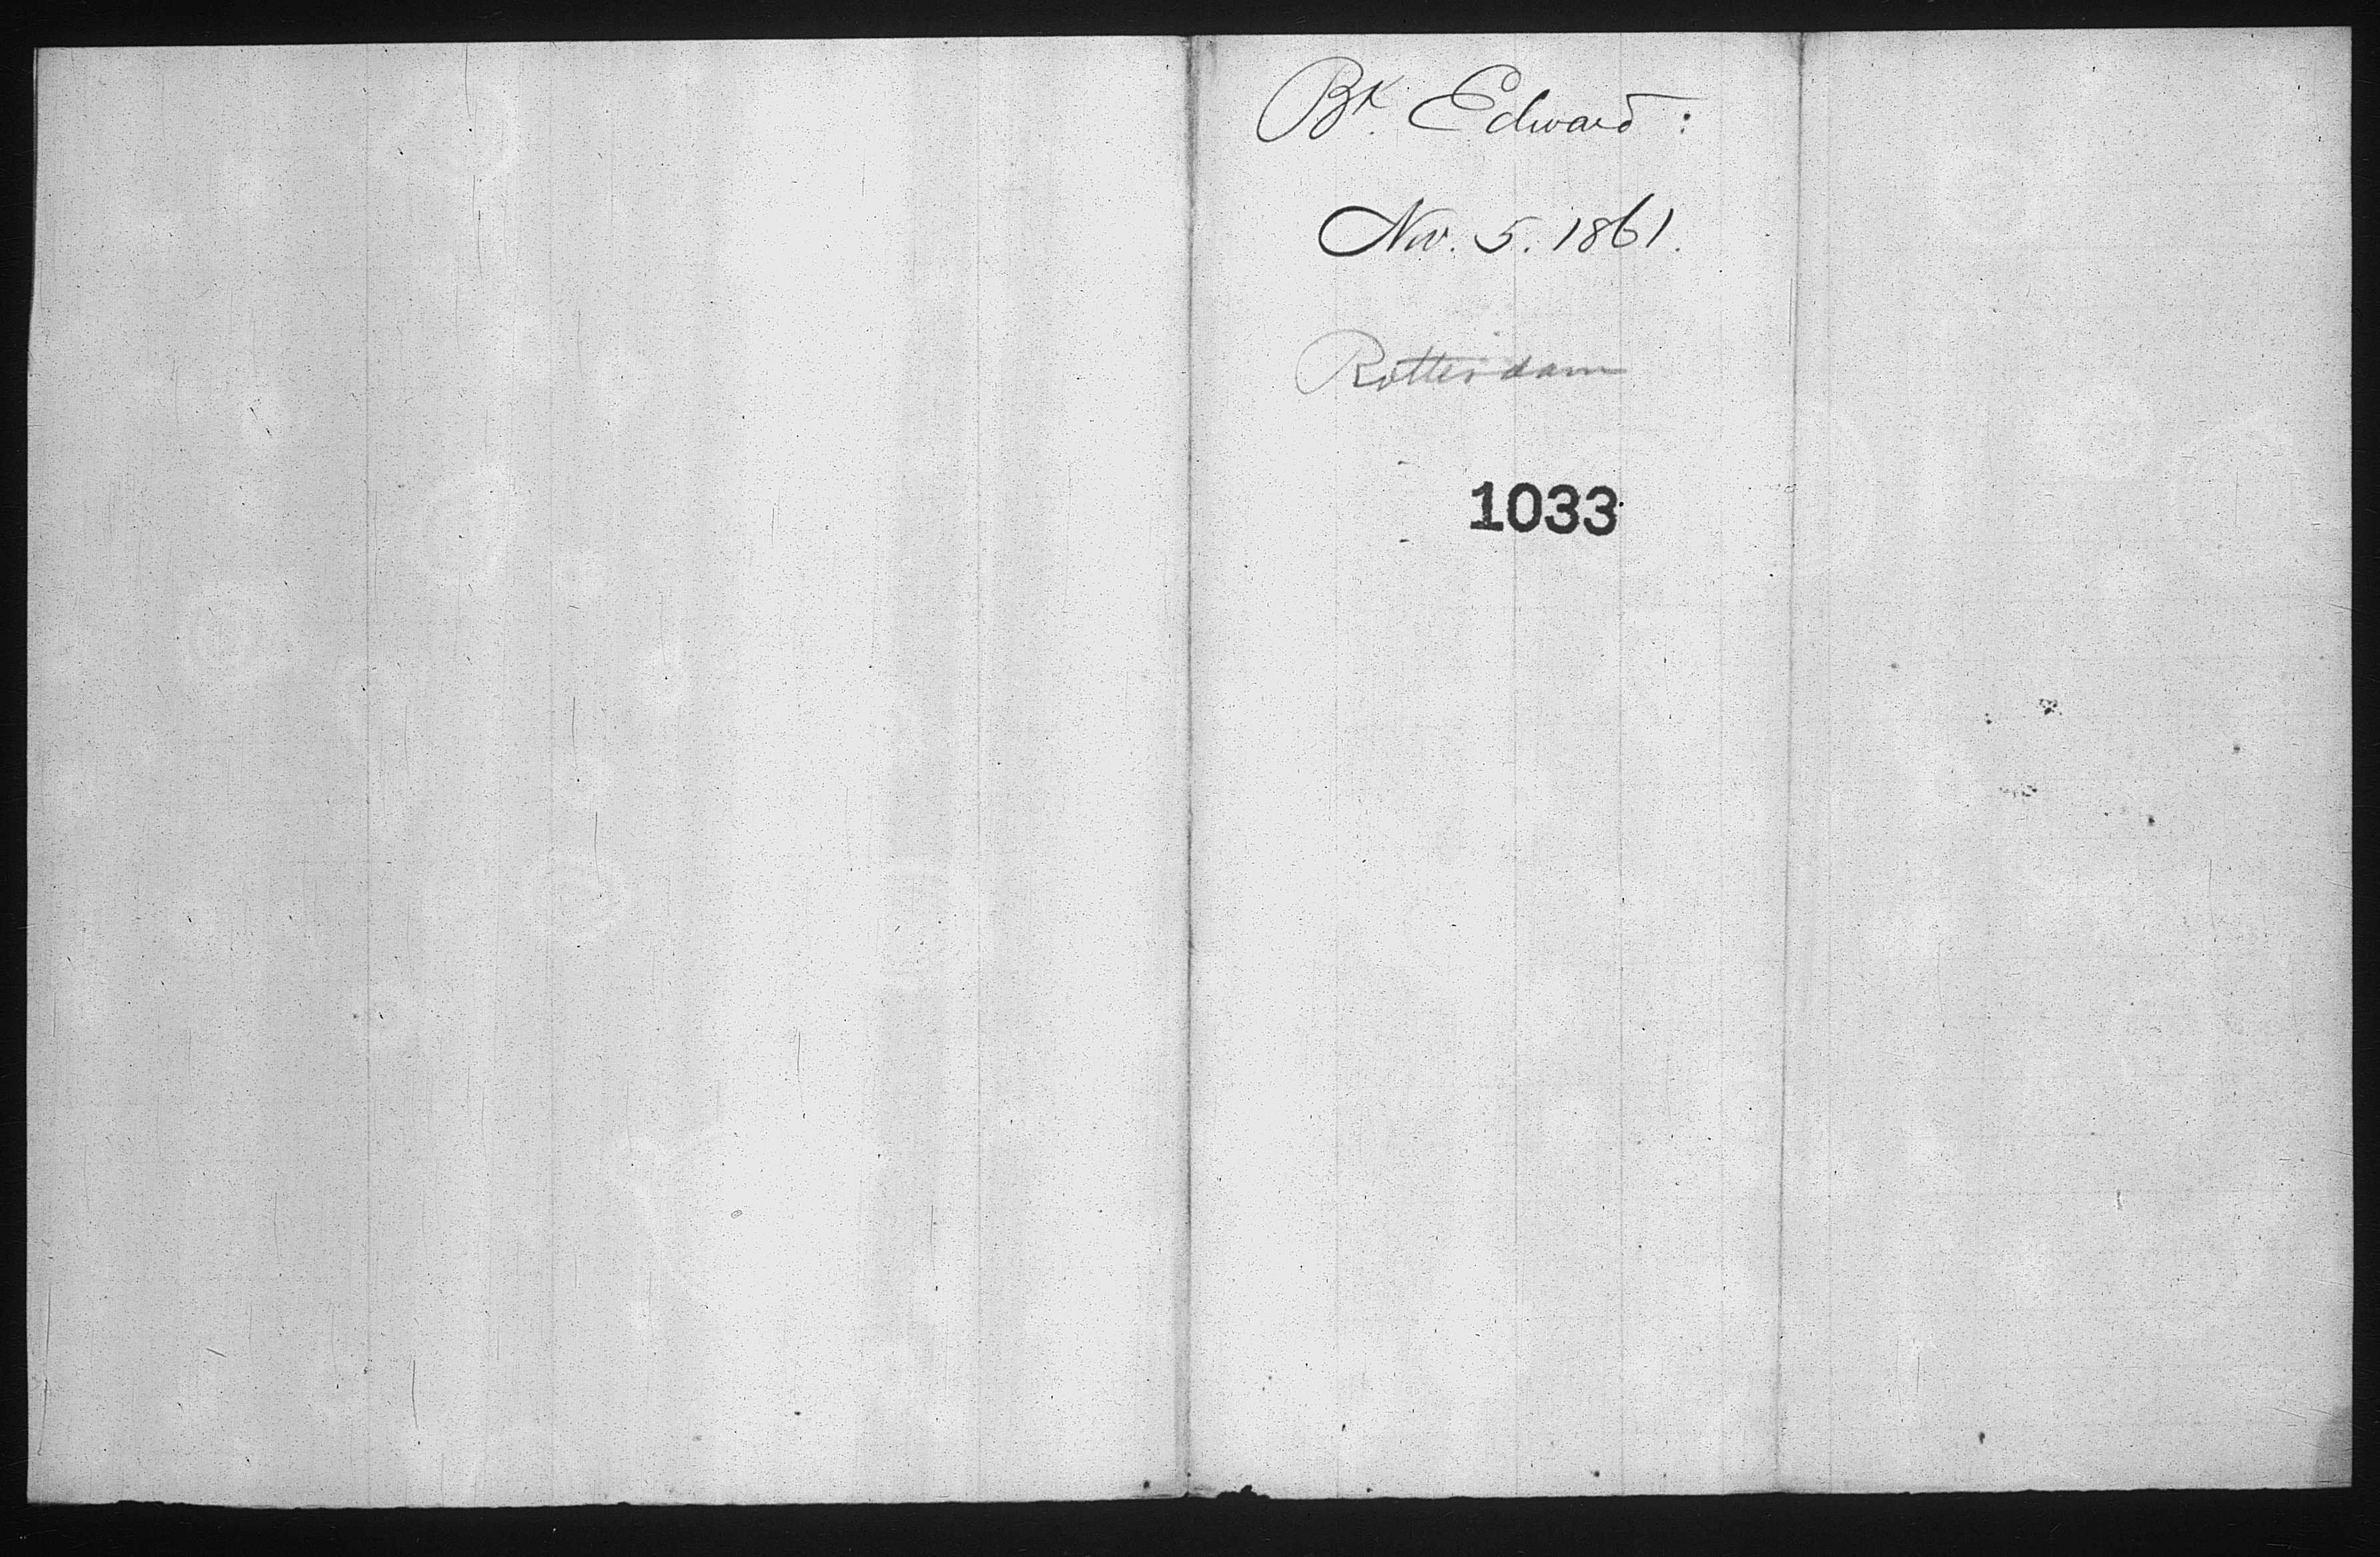 Bk. Edward:
Nov. 5. 1861.
Rotterdam
1033